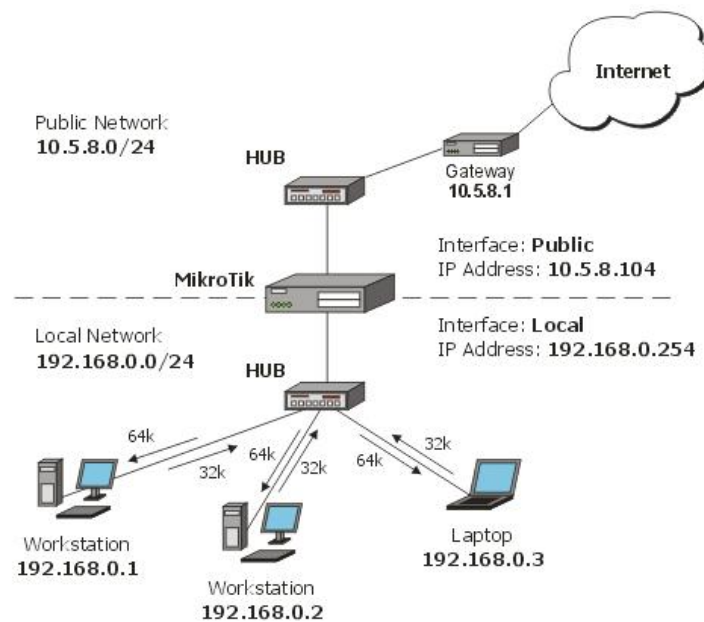 Internet
Public Network
10.5.8.0/24
HUB
Gateway
10.5.8.1
Interface: Public
IP Address: 10.5.8.104
MikroTik
Local Network
192.168.0.0/24
Interface: Local
IP Address: 192.168.0.254
HUB
64k
32k
64k
32k
64k
32k
Workstation
192.168.0.1
Workstation
192.168.0.2
Laptop
192.168.0.3